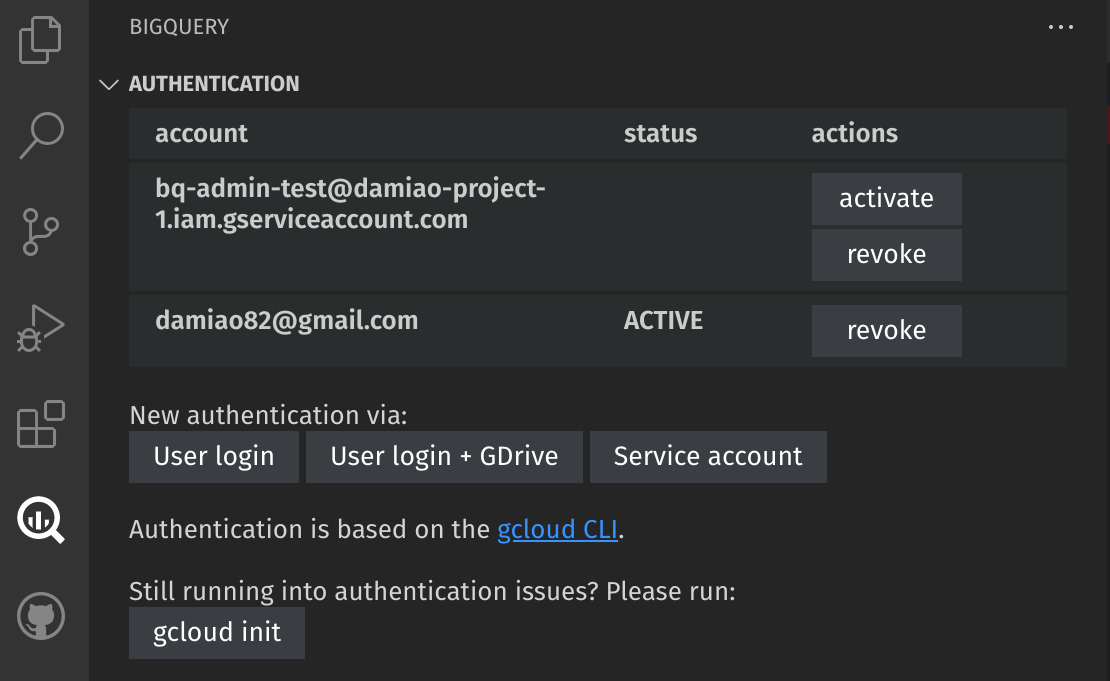 BIGQUERY
AUTHENTICATION
account status actions
bq-admin-test@damiao-project-
1.iam.gserviceaccount.com
activate
revoke
damiao82@gmail.com ACTIVE revoke
New authentication via:
User login User login + GDrive Service account
Authentication is based on the gcloud CLI.
Still running into authentication issues? Please run:
gcloud init